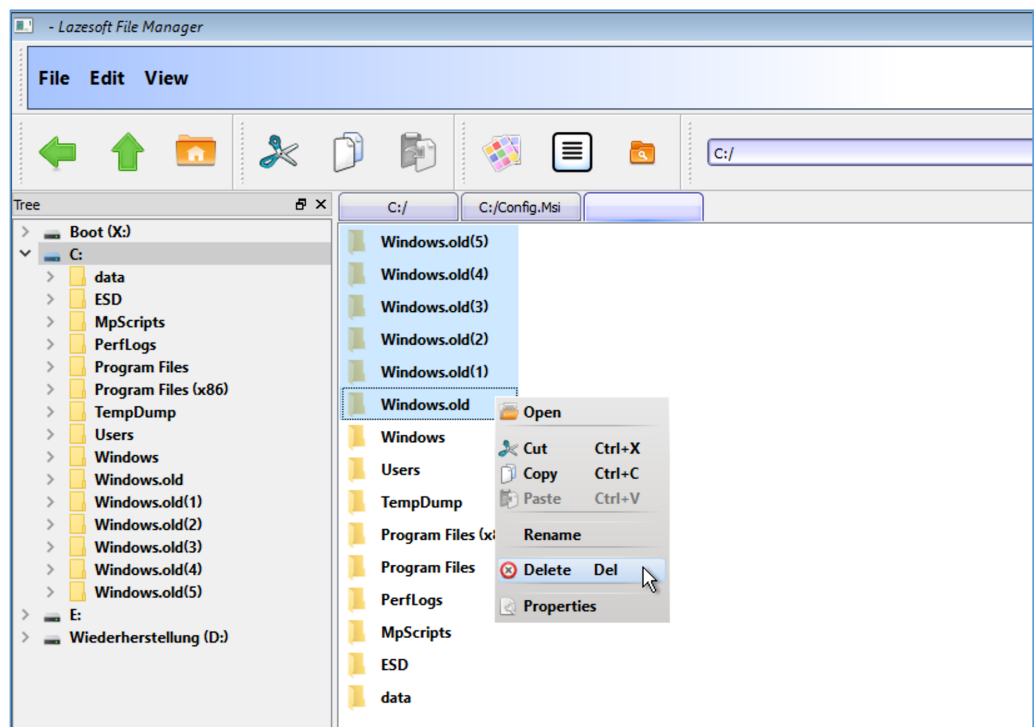 - Lazesoft File Manager
File Edit View
C:/
Tree
C:/ C:/Config.Msi
Boot (X:)
C:
data
ESD
MpScripts
PerfLogs
Program Files
Program Files (x86)
TempDump
Users
Windows
Windows.old
Windows.old(1)
Windows.old(2)
Windows.old(3)
Windows.old(4)
Windows.old(5)
E:
Wiederherstellung (D:)
Windows.old(5)
Windows.old(4)
Windows.old(3)
Windows.old(2)
Windows.old(1)
Windows.old
Windows
Users
TempDump
Program Files (x8
Program Files
PerfLogs
MpScripts
ESD
data
Open
Cut Ctrl+X
Copy Ctrl+C
Paste Ctrl+V
Rename
Delete Del
Properties